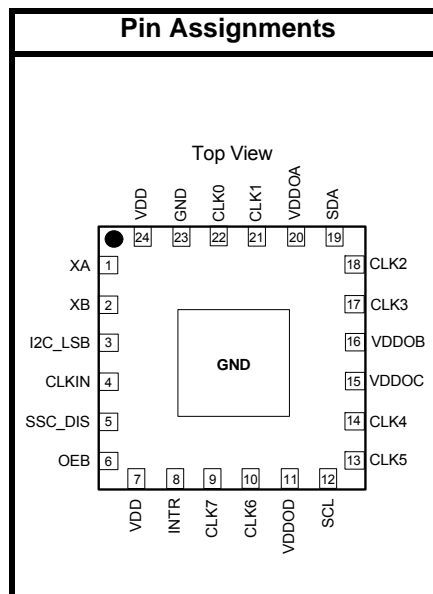 Pin Assignments
Top View
VDD
GND
CLK0
CLK1
VDDOA
SDA
24
23
22
21
20
19
XA 1
XB 2
I2C_LSB 3
CLKIN 4
SSC_DIS 5
OEB 6
18 CLK2
17 CLK3
16 VDDOB
15 VDDOC
14 CLK4
13 CLK5
GND
7
8
9
10
11
12
VDD
INTR
CLK7
CLK6
VDDOD
SCL